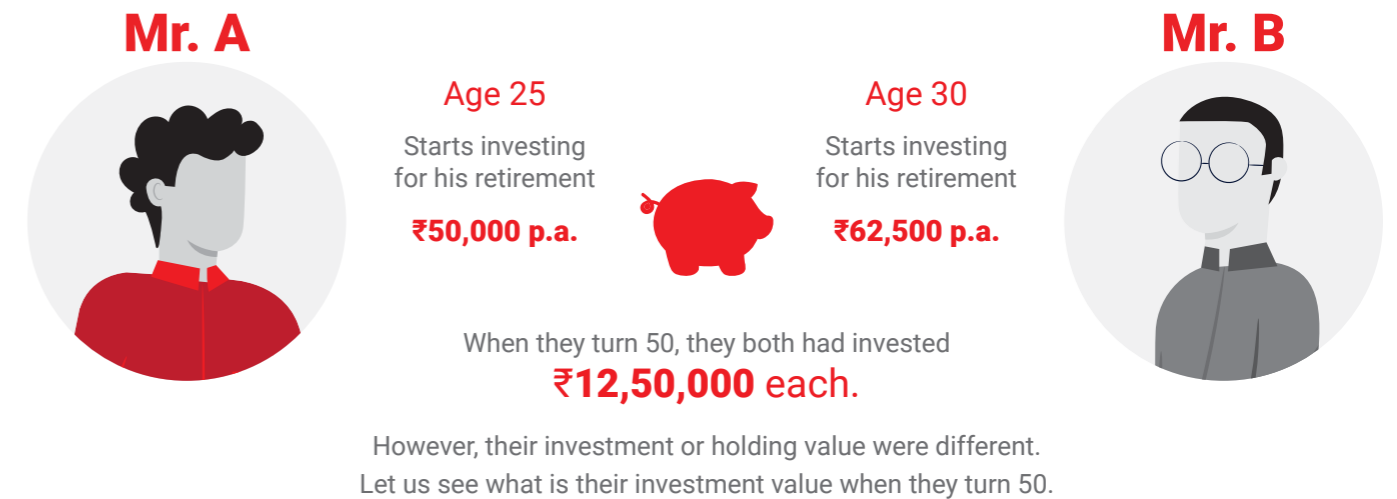 Mr. A
Age 25
Starts investing
for his retirement
₹50,000 p.a.
Mr. B
Age 30
Starts investing
for his retirement
₹62,500 p.a.
When they turn 50, they both had invested
₹12,50,000 each.
However, their investment or holding value were different.
Let us see what is their investment value when they turn 50.